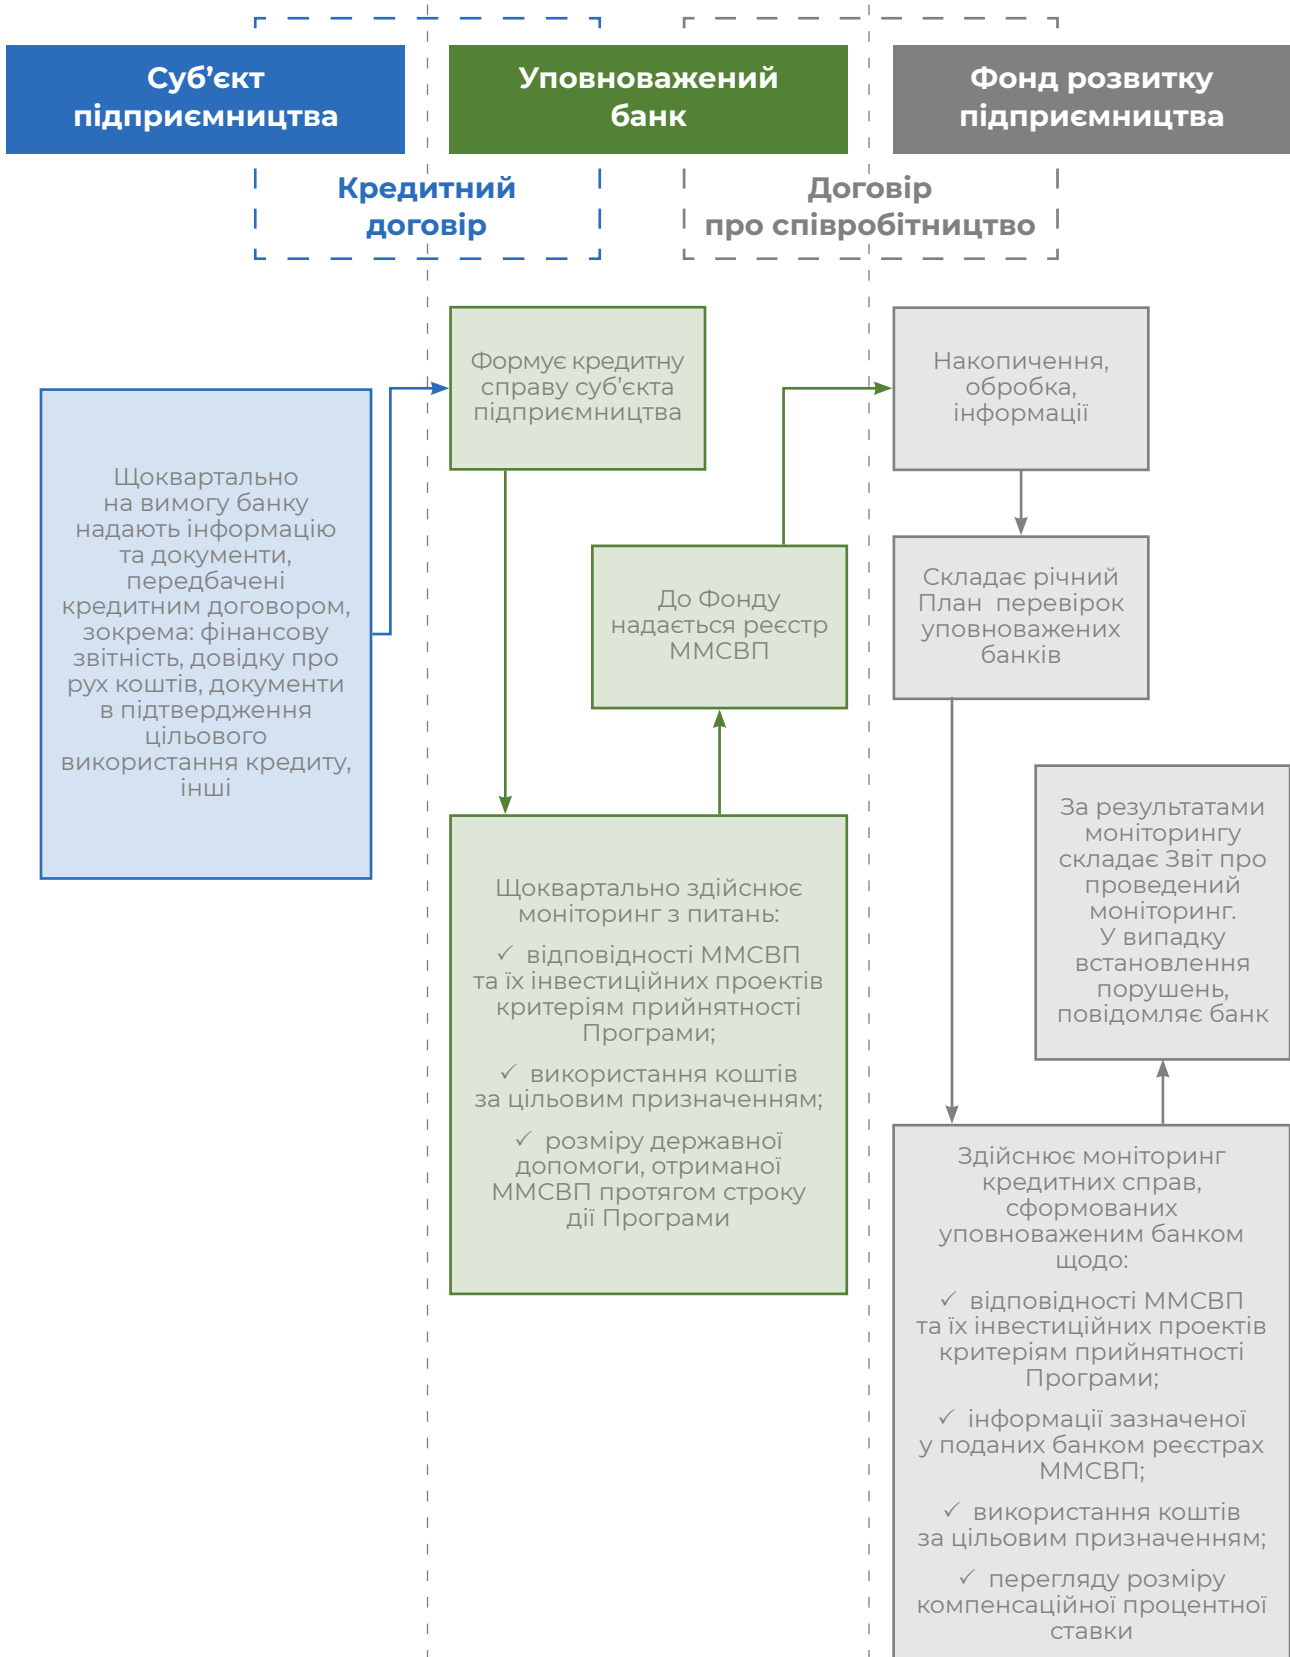 Суб’єкт
підприємництва
Уповноважений
банк
Фонд розвитку
підприємництва
Кредитний
договір
Договір
про співробітництво
Щоквартально
на вимогу банку
надають інформацію
та документи,
передбачені
кредитним договором,
зокрема: фінансову
звітність, довідку про
рух коштів, документи
в підтвердження
цільового
використання кредиту,
інші
Формує кредитну
справу суб’єкта
підприємництва
До Фонду
надається реєстр
ММСВП
Щоквартально здійснює
моніторинг з питань:
✓ відповідності ММСВП
та їх інвестиційних проектів
критеріям прийнятності
Програми;
✓ використання коштів
за цільовим призначенням;
✓ розміру державної
допомоги, отриманої
ММСВП протягом строку
дії Програми
Накопичення,
обробка,
інформації
Складає річний
План перевірок
уповноважених
банків
За результатами
моніторингу
складає Звіт про
проведений
моніторинг.
У випадку
встановлення
порушень,
повідомляє банк
Здійснює моніторинг
кредитних справ,
сформованих
уповноваженим банком
щодо:
✓ відповідності ММСВП
та їх інвестиційних проектів
критеріям прийнятності
Програми;
✓ інформації зазначеної
у поданих банком реєстрах
ММСВП;
✓ використання коштів
за цільовим призначенням;
✓ перегляду розміру
компенсаційної процентної
ставки